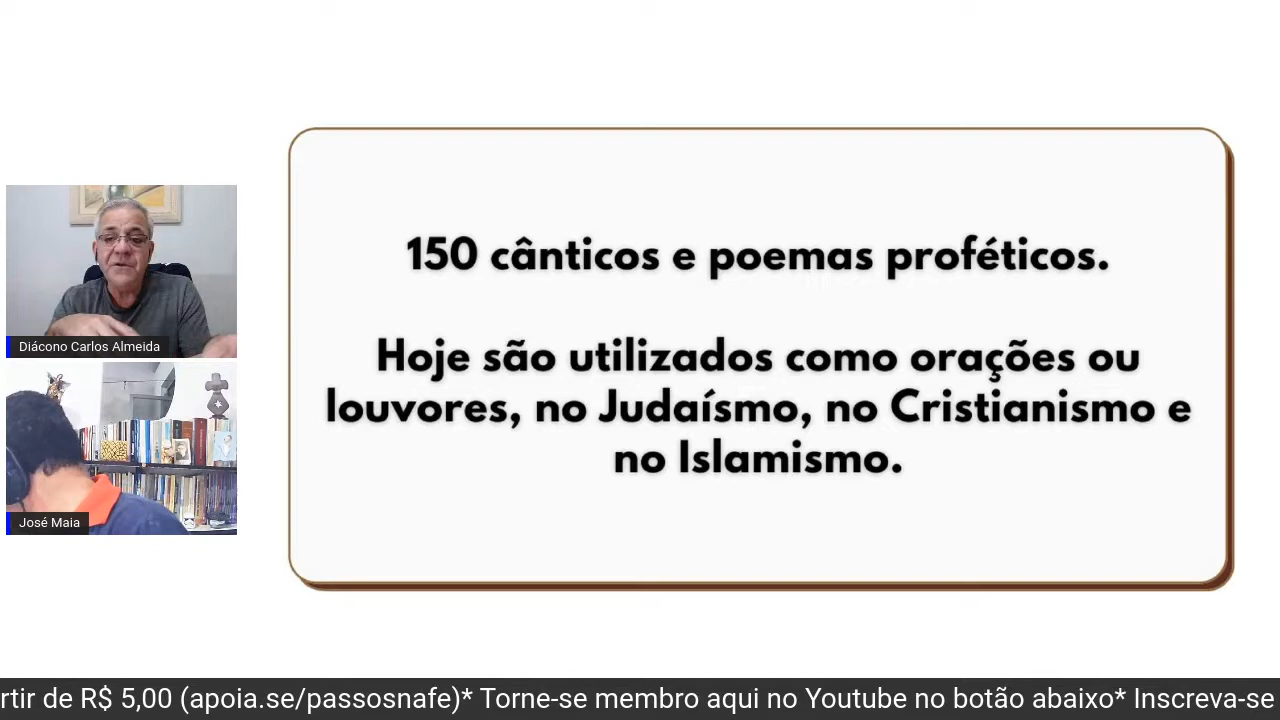 150 cânticos e poemas proféticos.
Hoje são utilizados como orações ou
louvores, no Judaísmo, no Cristianismo e
no Islamismo.
Diácono Carlos Almeida
José Maia
rtir de R$ 5,00 (apoia.se/passosnafe)* Torne-se membro aqui no Youtube no botão abaixo* Inscreva-se